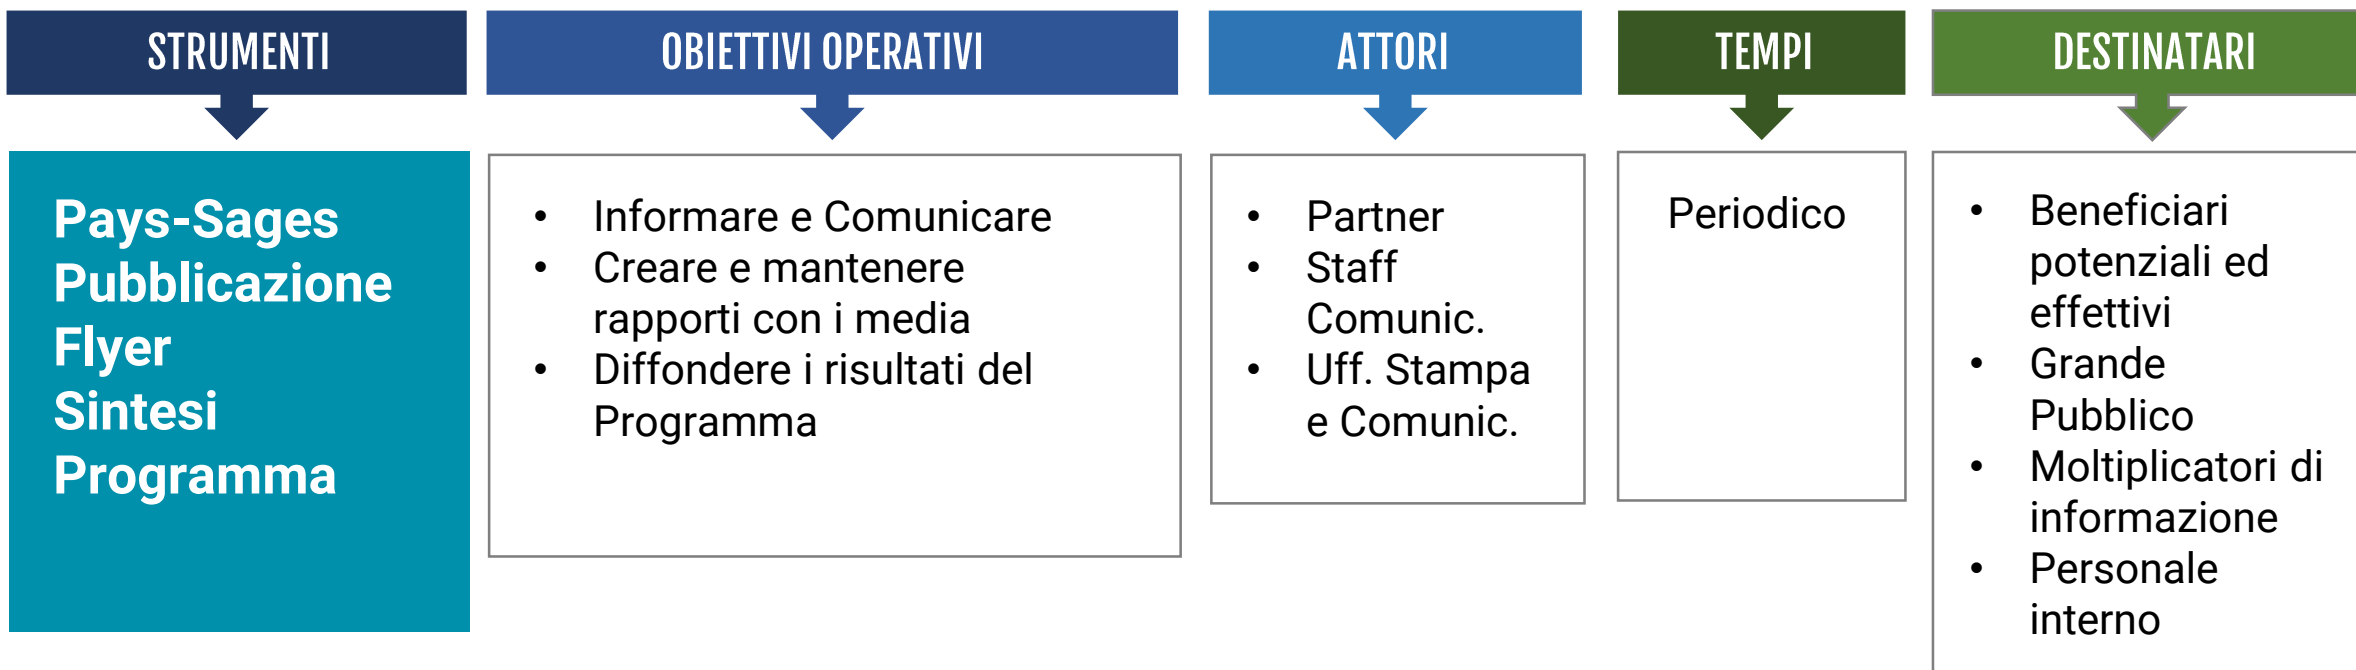 STRUMENTI
OBIETTIVI OPERATIVI
ATTORI
TEMPI
DESTINATARI
Pays-Sages
Pubblicazione
Flyer
Sintesi
Programma
• Informare e Comunicare
• Creare e mantenere
rapporti con i media
• Diffondere i risultati del
Programma
• Partner
• Staff
Comunic.
• Uff. Stampa
e Comunic.
Periodico
• Beneficiari
potenziali ed
effettivi
• Grande
Pubblico
• Moltiplicatori di
informazione
• Personale
interno